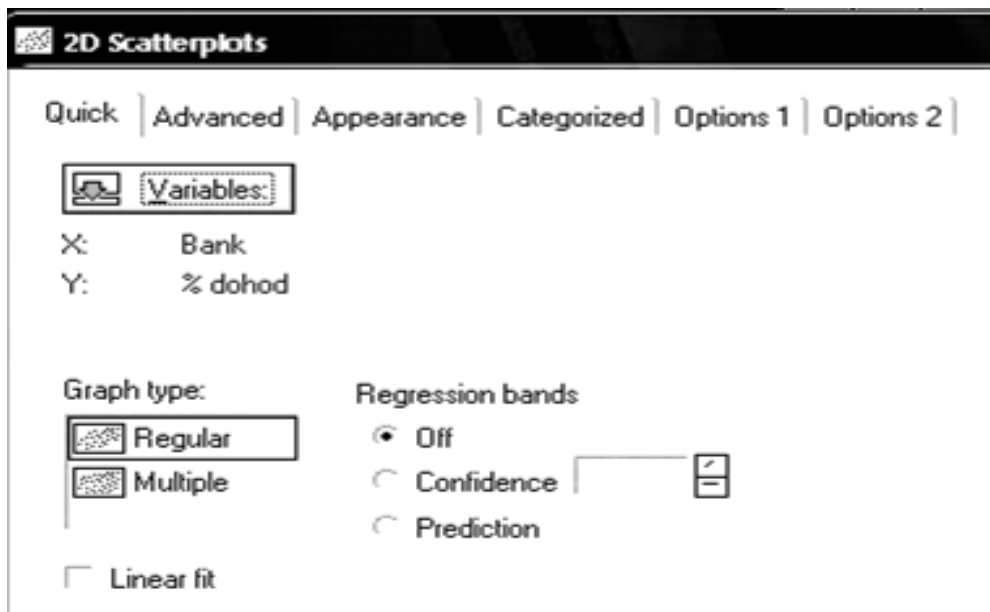 2D Scatterplots
Quick Advanced Appearance Categorized Options 1 Options 2
Variables:
X: Bank
Y: % dohod
Graph type: Regression bands
Regular Off
Multiple Confidence
Prediction
Linear fit